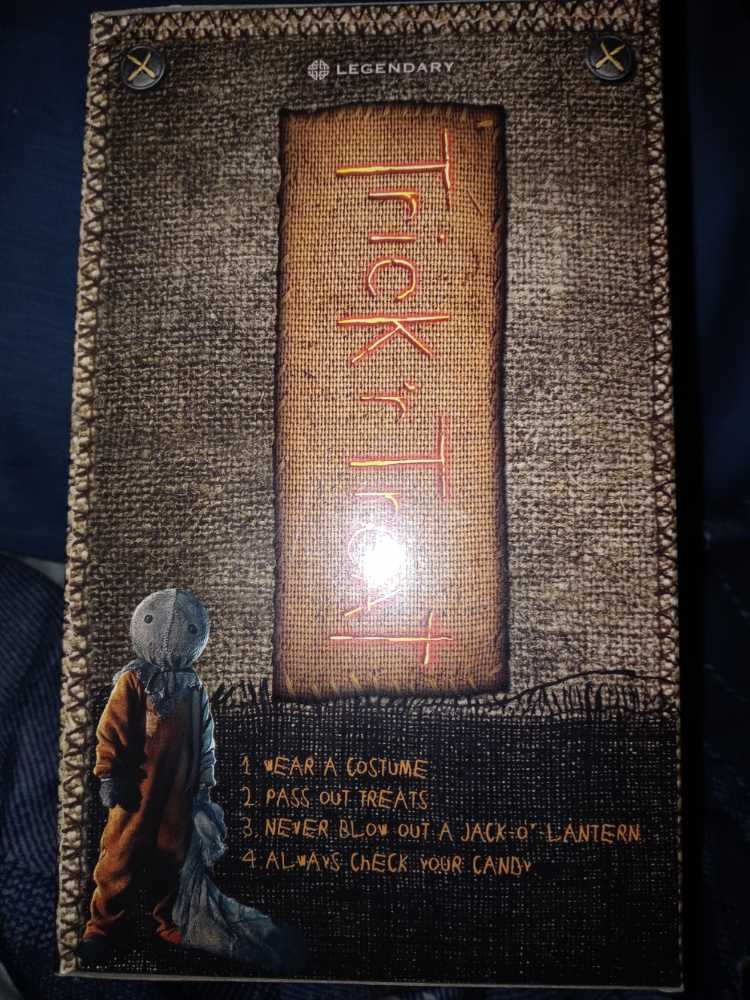 LEGENDARY
Trick 'r Treat
1. WEAR A COSTUME
2. PASS OUT TREATS
3. NEVER BLOW OUT A JACK-O'-LANTERN
4. ALWAYS CHECK YOUR CANDY